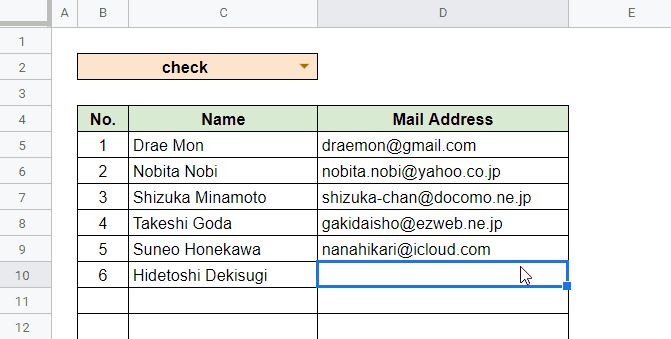 A B C D E
1
2 check
3
4 No. Name Mail Address
5 1 Drae Mon draemon@gmail.com
6 2 Nobita Nobi nobita.nobi@yahoo.co.jp
7 3 Shizuka Minamoto shizuka-chan@docomo.ne.jp
8 4 Takeshi Goda gakidaisho@ezweb.ne.jp
9 5 Suneo Honekawa nanahikari@icloud.com
10 6 Hidetoshi Dekisugi
11
12